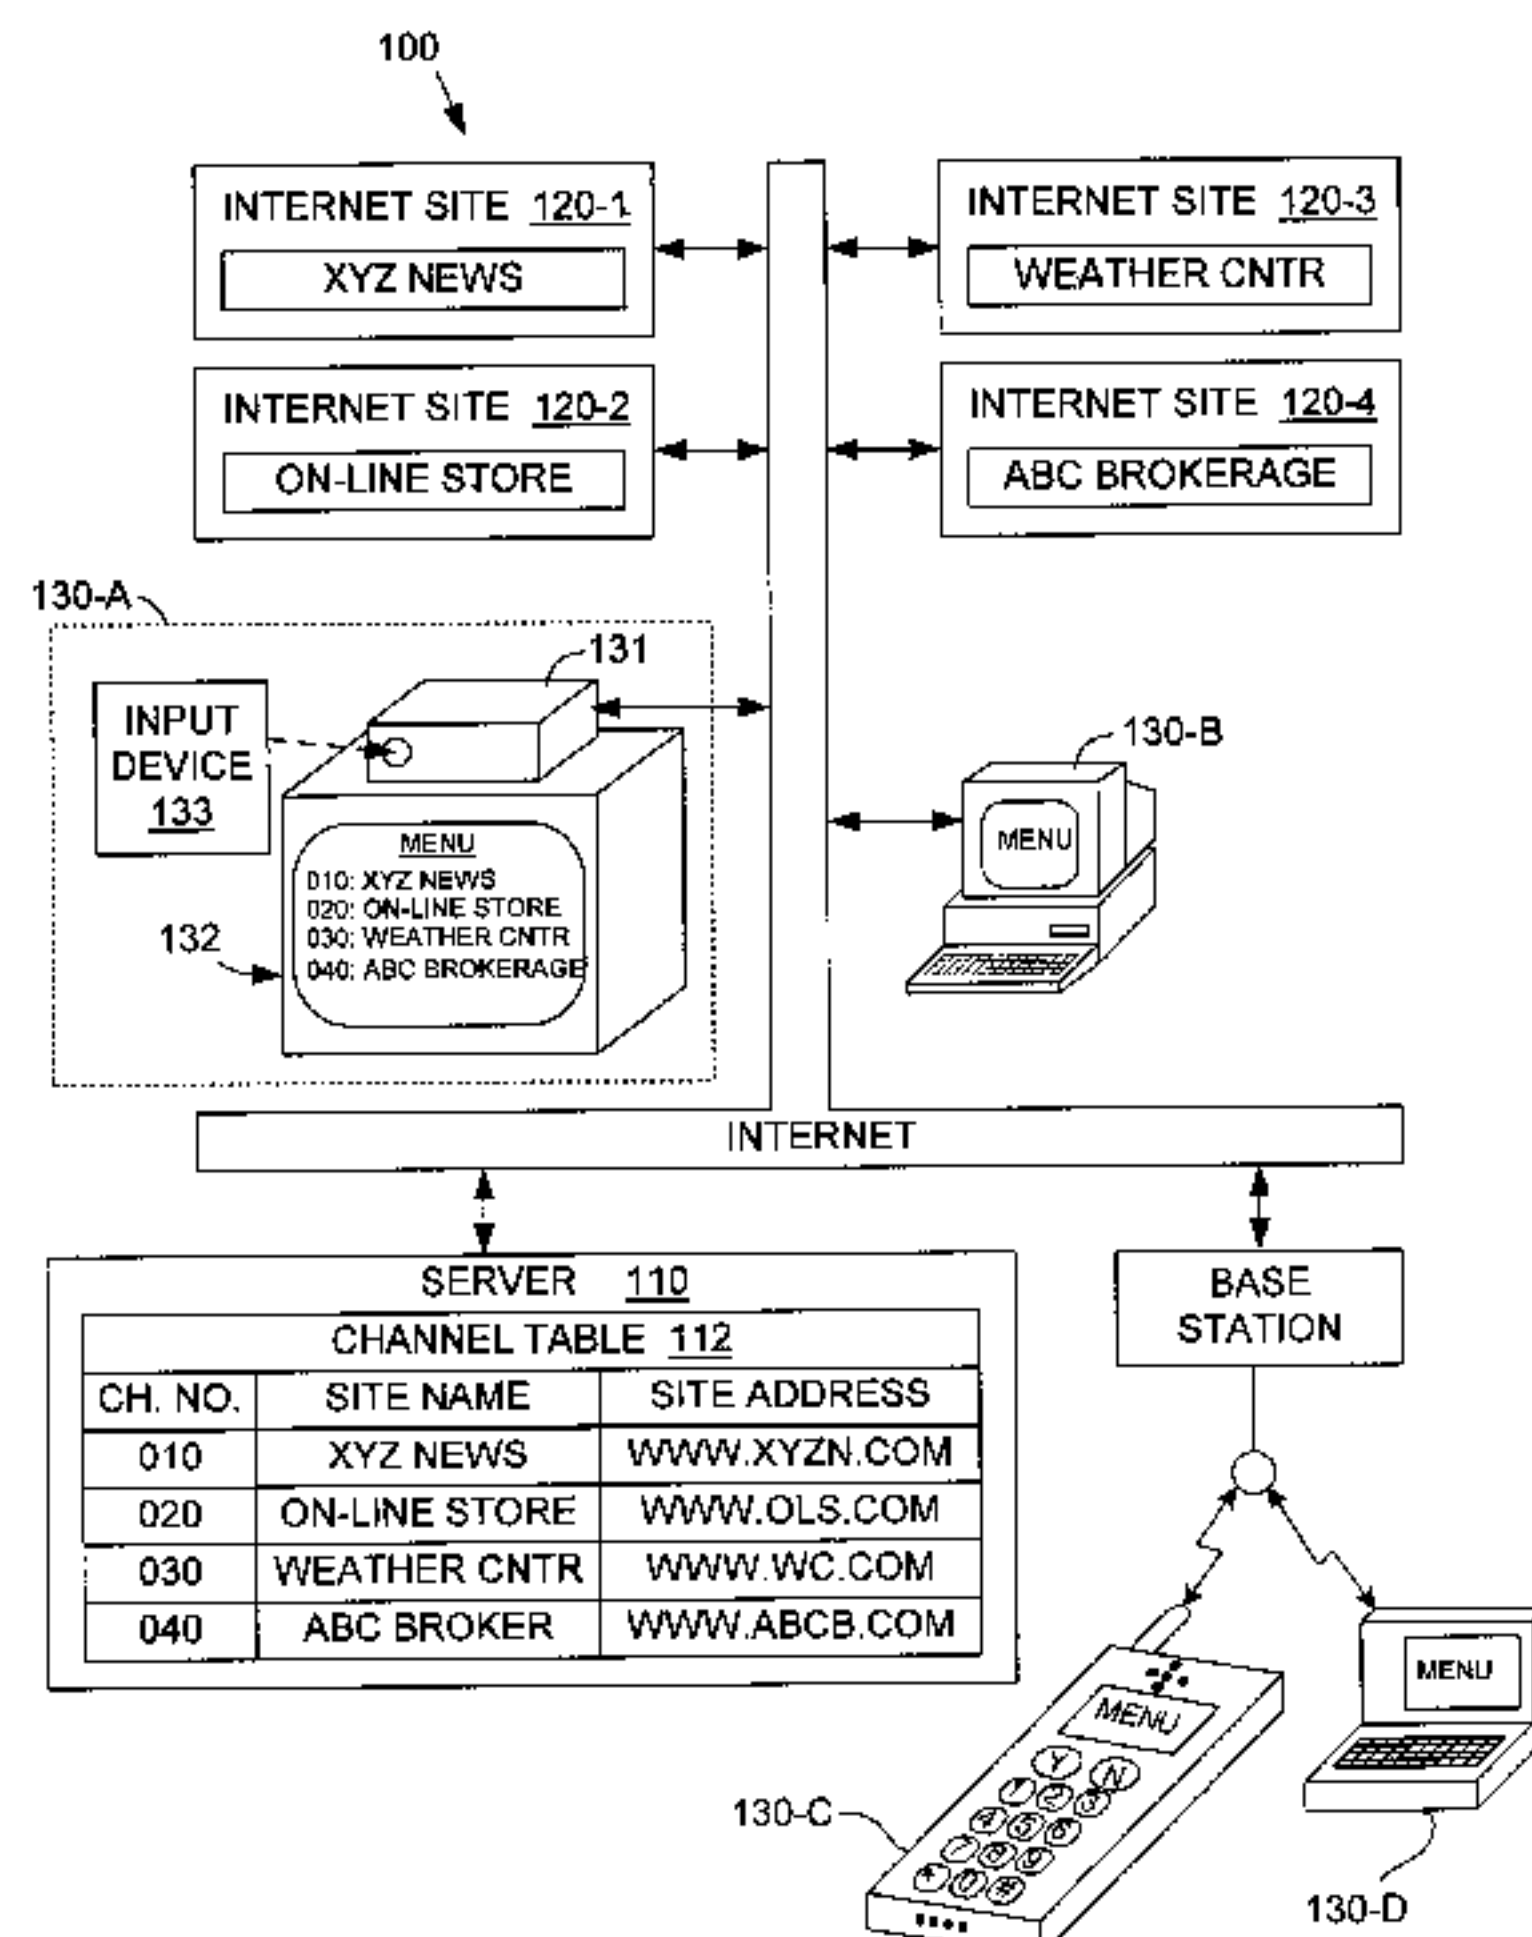 100
INTERNET SITE 120-1
XYZ NEWS
INTERNET SITE 120-3
WEATHER CNTR
INTERNET SITE 120-2
ON-LINE STORE
INTERNET SITE 120-4
ABC BROKERAGE
130-A
131
INPUT
DEVICE
133
MENU
010: XYZ NEWS
020: ON-LINE STORE
030: WEATHER CNTR
040: ABC BROKERAGE
132
130-B
MENU
INTERNET
SERVER 110
CHANNEL TABLE 112
CH. NO. SITE NAME SITE ADDRESS
010 XYZ NEWS WWW.XYZN.COM
020 ON-LINE STORE WWW.OLS.COM
030 WEATHER CNTR WWW.WC.COM
040 ABC BROKER WWW.ABCB.COM
BASE
STATION
MENU
Y N
1 2 3
4 5 6
7 8 9
* 0 #
130-C
MENU
130-D